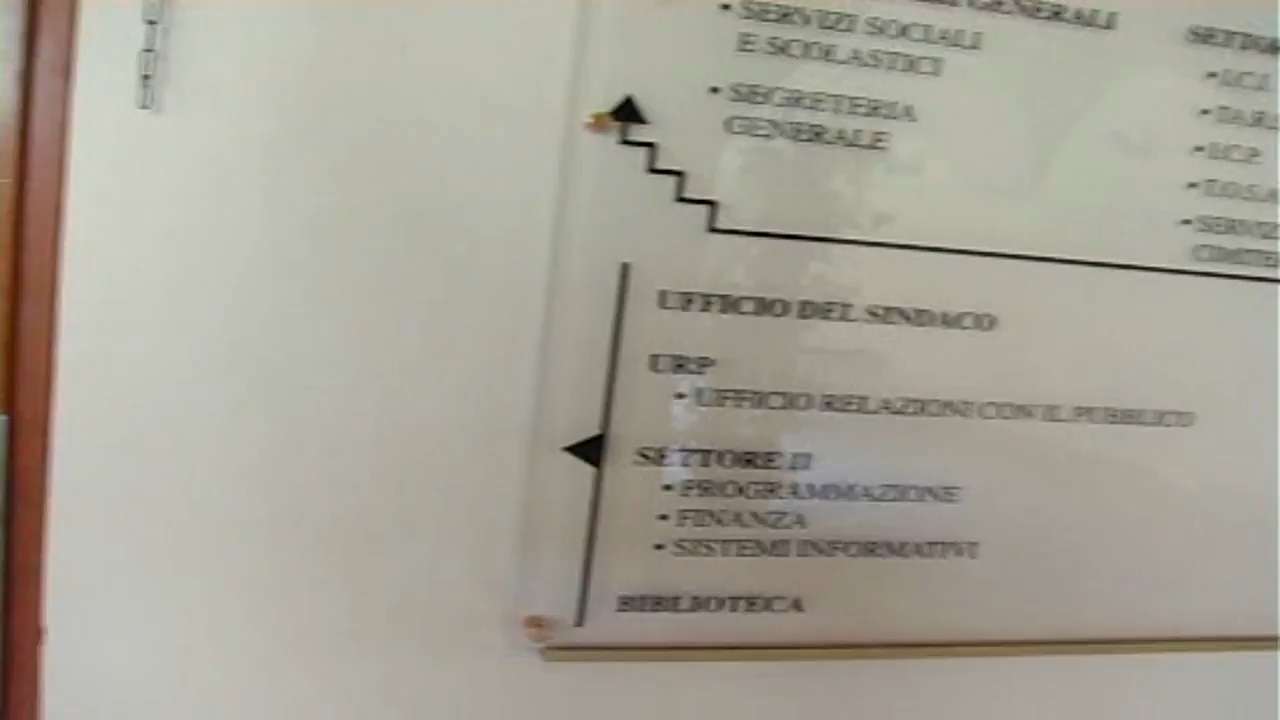 GENERALI
• SERVIZI SOCIALI
E SCOLASTICI
• SEGRETERIA
GENERALE
• I.C.I.
• I.C.P.
UFFICIO DEL SINDACO
URP
• UFFICIO RELAZIONI CON IL PUBBLICO
SETTORE II
• PROGRAMMAZIONE
• FINANZA
• SISTEMI INFORMATIVI
BIBLIOTECA